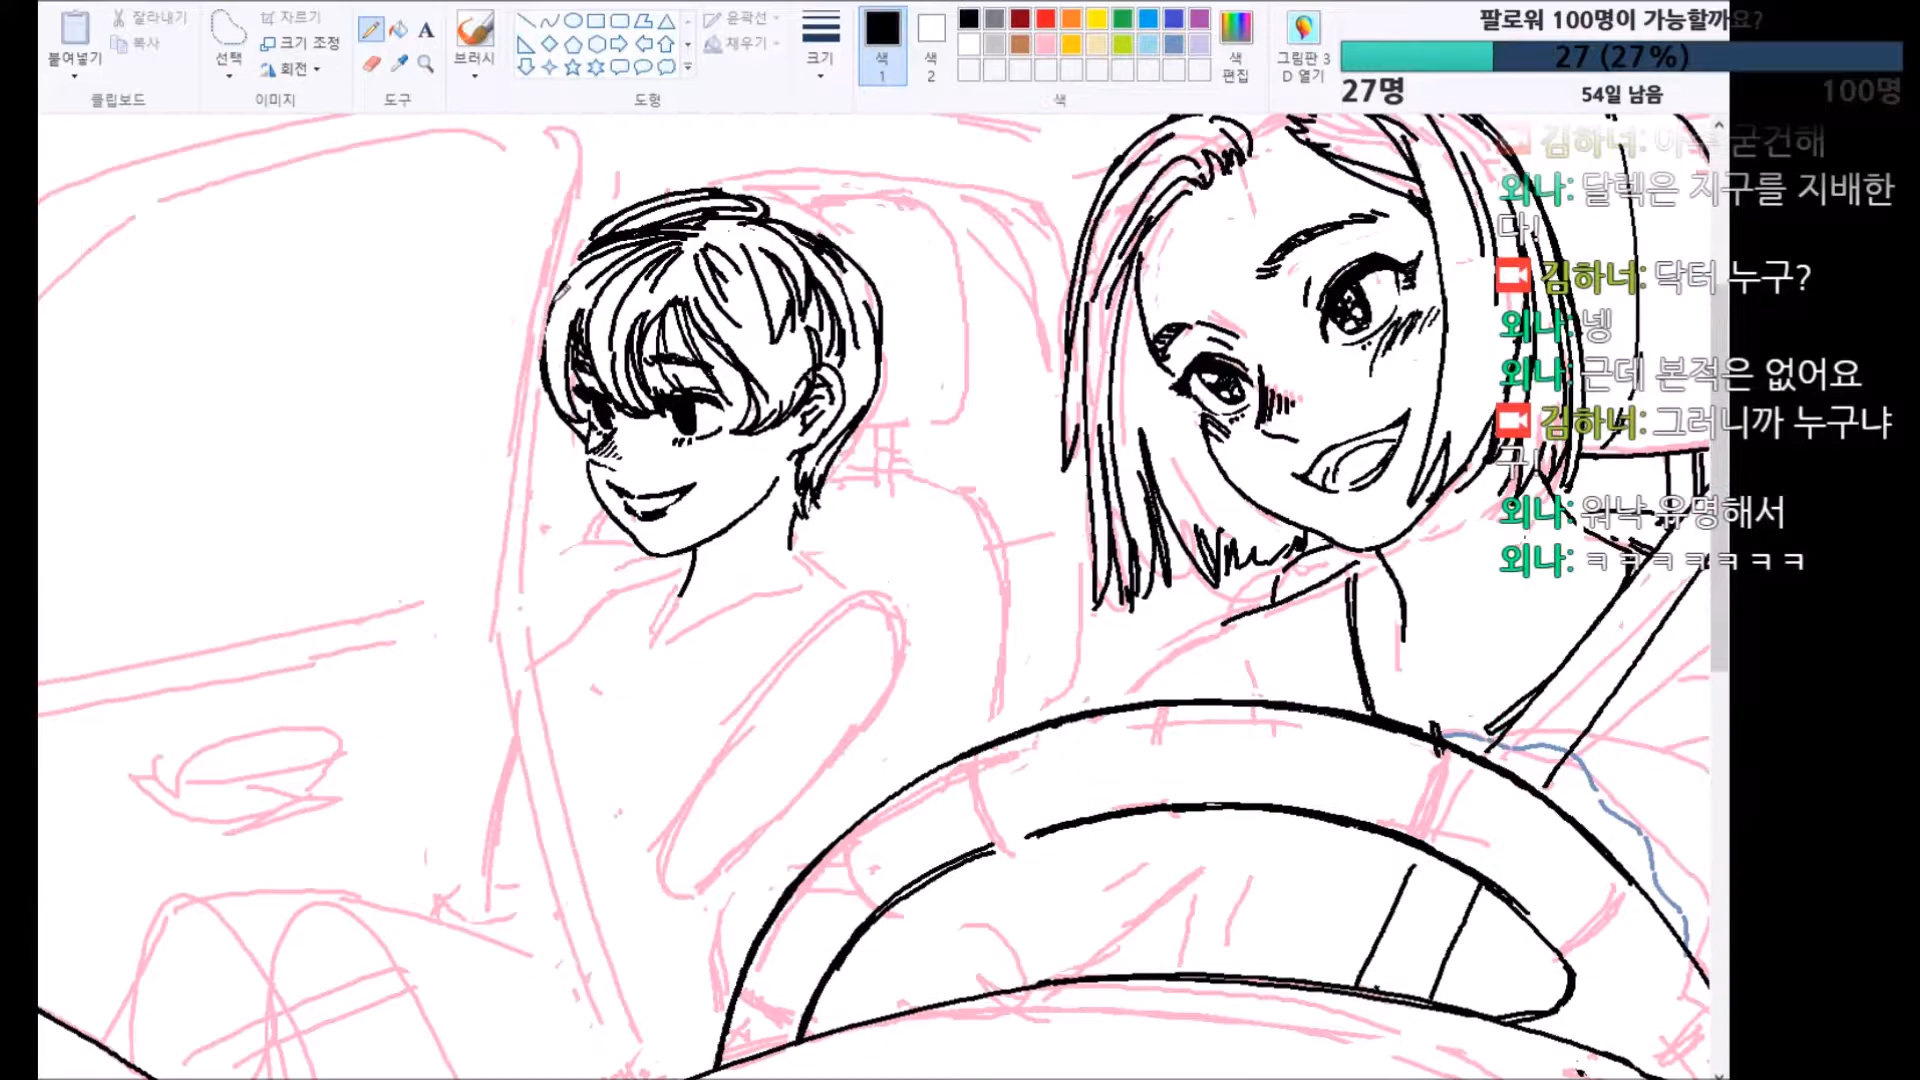 붙여넣기
잘라내기
복사
클립보드
선택
자르기
크기 조정
회전
이미지
A
도구
브러시
도형
윤곽선
채우기
크기
색
1
색
2
색
편집
색
그림판 3
D 열기
팔로워 100명이 가능할까요?
27 (27%)
27명
54일 남음
100명
김하너: 아주 굳건해
외나: 달렉은 지구를 지배한
다!
김하너: 닥터 누구?
외나: 넹
외나: 근데 본적은 없어요
김하너: 그러니까 누구냐
구!
외나: 워낙 유명해서
외나: ㅋㅋㅋㅋㅋㅋㅋ